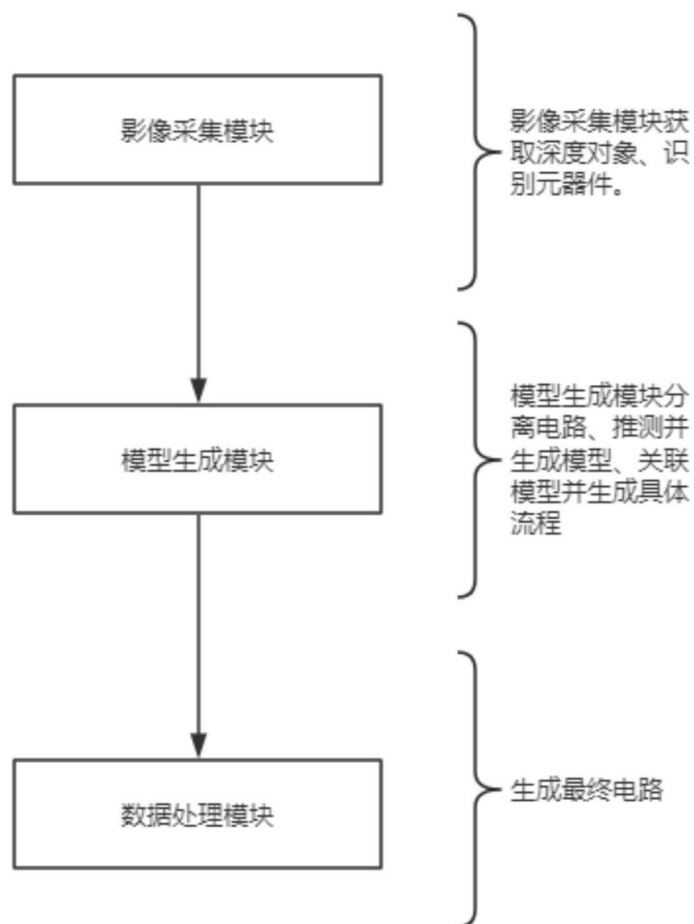 影像采集模块
影像采集模块获
取深度对象、识
别元器件。
模型生成模块
模型生成模块分
离电路、推测并
生成模型、关联
模型并生成具体
流程
数据处理模块
生成最终电路